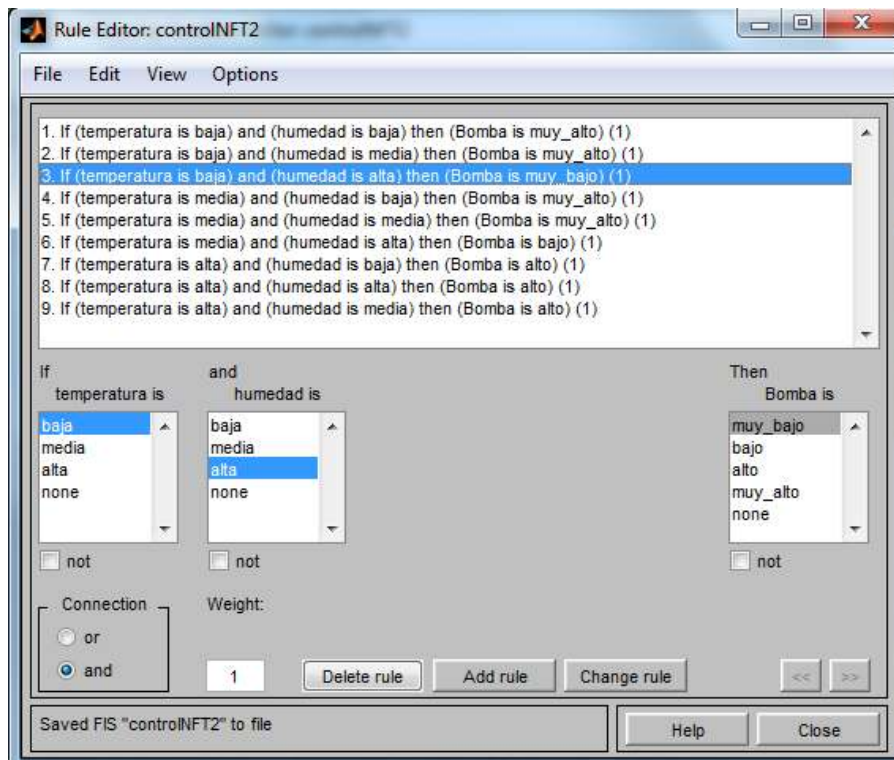 Rule Editor: controlNFT2
File Edit View Options
1. If (temperatura is baja) and (humedad is baja) then (Bomba is muy_alto) (1)
2. If (temperatura is baja) and (humedad is media) then (Bomba is muy_alto) (1)
3. If (temperatura is baja) and (humedad is alta) then (Bomba is muy_bajo) (1)
4. If (temperatura is media) and (humedad is baja) then (Bomba is muy_alto) (1)
5. If (temperatura is media) and (humedad is media) then (Bomba is muy_alto) (1)
6. If (temperatura is media) and (humedad is alta) then (Bomba is bajo) (1)
7. If (temperatura is alta) and (humedad is baja) then (Bomba is alto) (1)
8. If (temperatura is alta) and (humedad is alta) then (Bomba is alto) (1)
9. If (temperatura is alta) and (humedad is media) then (Bomba is alto) (1)
If and Then
temperatura is humedad is Bomba is
baja baja muy_bajo
media media bajo
alta alta alto
none none muy_alto
none
not not not
Connection Weight:
or
and 1 Delete rule Add rule Change rule << >>
Saved FIS "controlNFT2" to file Help Close